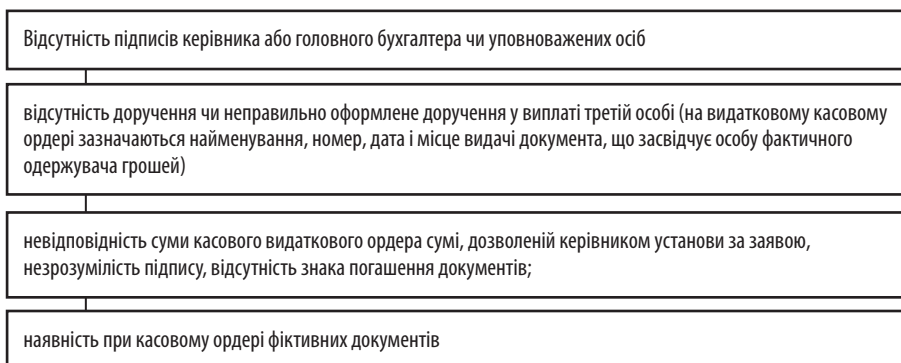 Відсутність підписів керівника або головного бухгалтера чи уповноважених осіб
відсутність доручення чи неправильно оформлене доручення у виплаті третій особі (на видатковому касовому
ордері зазначаються найменування, номер, дата і місце видачі документа, що засвідчує особу фактичного
одержувача грошей)
невідповідність суми касового видаткового ордера сумі, дозволеній керівником установи за заявою,
незрозумілість підпису, відсутність знака погашення документів;
наявність при касовому ордері фіктивних документів